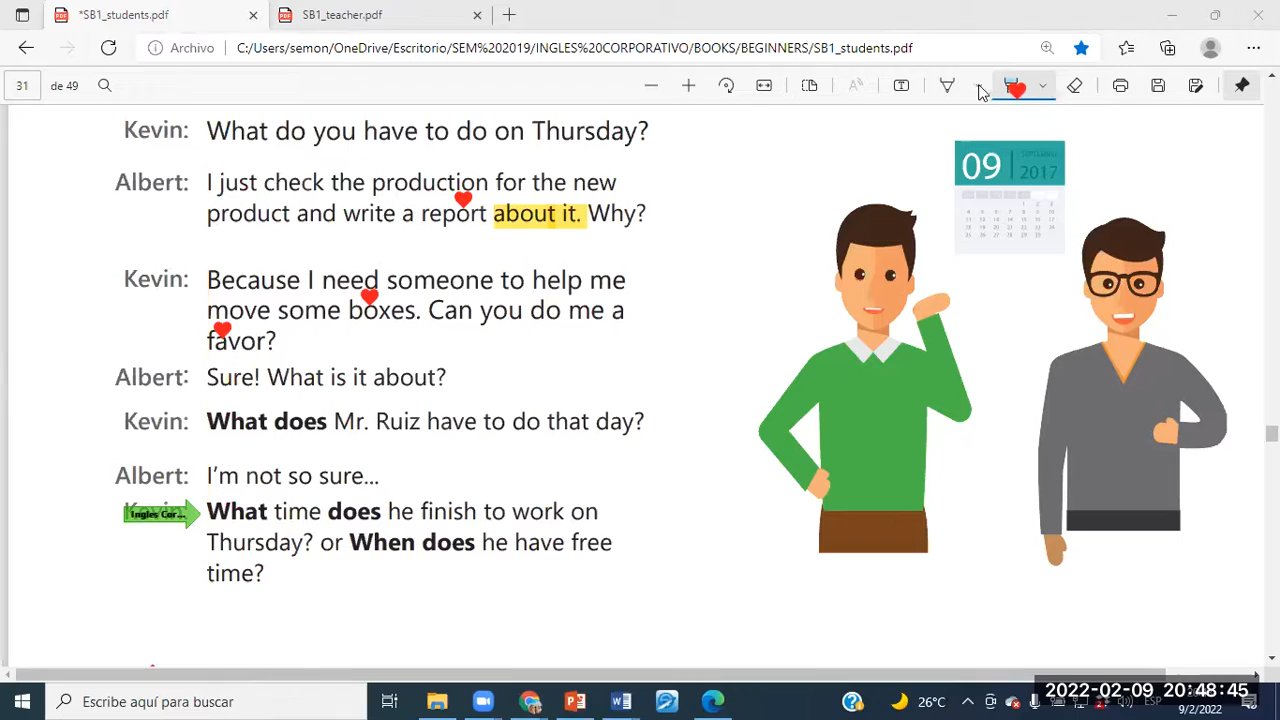 *SB1_students.pdf
SB1_teacher.pdf
Archivo
C:/Users/semon/OneDrive/Escritorio/SEM%202019/INGLES%20CORPORATIVO/BOOKS/BEGINNERS/SB1_students.pdf
31 de 49
Kevin: What do you have to do on Thursday?
Albert: I just check the production for the new
product and write a report about it. Why?
Kevin: Because I need someone to help me
move some boxes. Can you do me a
favor?
Albert: Sure! What is it about?
Kevin: What does Mr. Ruiz have to do that day?
Albert: I'm not so sure...
Kevin: What time does he finish to work on
Ingles Cor...
Thursday? or When does he have free
time?
09 SEPTEMBER
2017
Escribe aquí para buscar
26°C
ESP
2022-02-09 20:48:45
9/2/2022